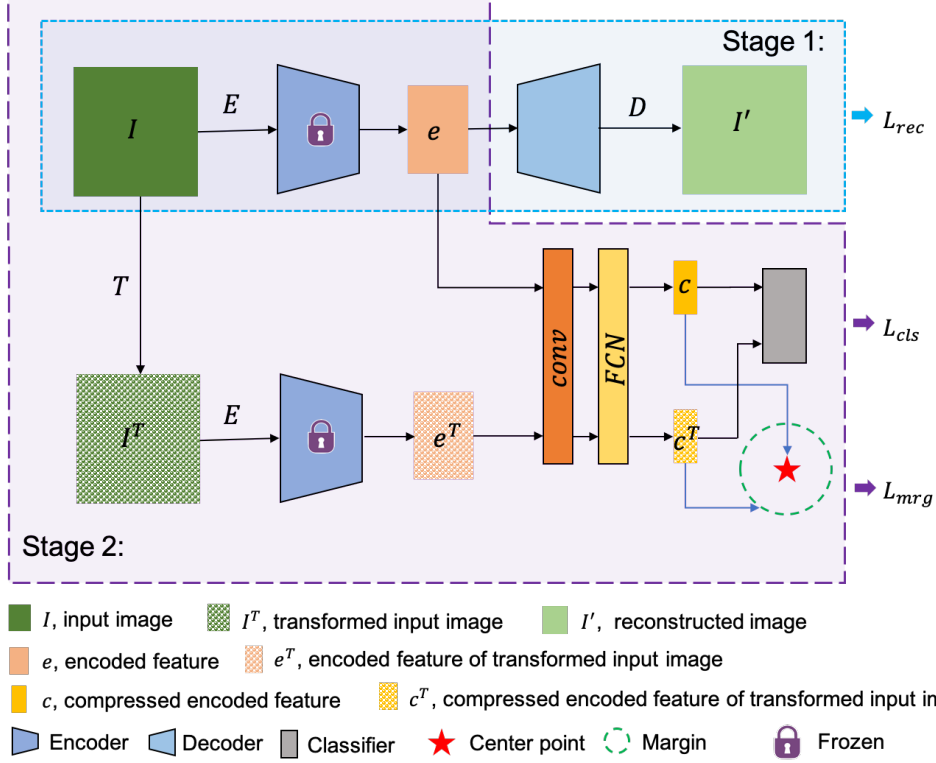 Stage 1:
I
E
e
D
I′
L_rec
T
conv
FCN
c
L_cls
I^T
E
e^T
c^T
L_mrg
Stage 2:
I, input image
I^T, transformed input image
I′, reconstructed image
e, encoded feature
e^T, encoded feature of transformed input image
c, compressed encoded feature
c^T, compressed encoded feature of transformed input in
Encoder
Decoder
Classifier
Center point
Margin
Frozen